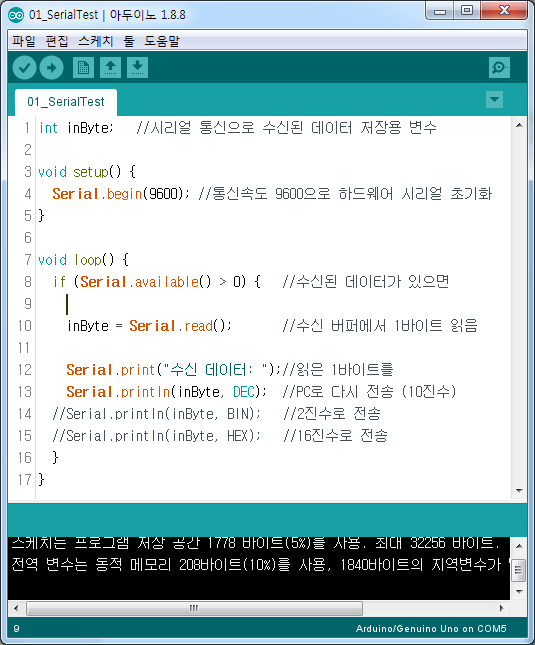 01_SerialTest | 아두이노 1.8.8
파일 편집 스케치 툴 도움말
01_SerialTest
1 int inByte;   //시리얼 통신으로 수신된 데이터 저장용 변수
2
3 void setup() {
4   Serial.begin(9600); //통신속도 9600으로 하드웨어 시리얼 초기화
5 }
6
7 void loop() {
8   if (Serial.available() > 0) {   //수신된 데이터가 있으면
9
10     inByte = Serial.read();       //수신 버퍼에서 1바이트 읽음
11
12     Serial.print("수신 데이터: ");//읽은 1바이트를
13     Serial.println(inByte, DEC);  //PC로 다시 전송 (10진수)
14   //Serial.println(inByte, BIN);   //2진수로 전송
15   //Serial.println(inByte, HEX);   //16진수로 전송
16   }
17 }
스케치는 프로그램 저장 공간 1778 바이트(5%)를 사용. 최대 32256 바이트.
전역 변수는 동적 메모리 208바이트(10%)를 사용, 1840바이트의 지역변수가
9
Arduino/Genuino Uno on COM5